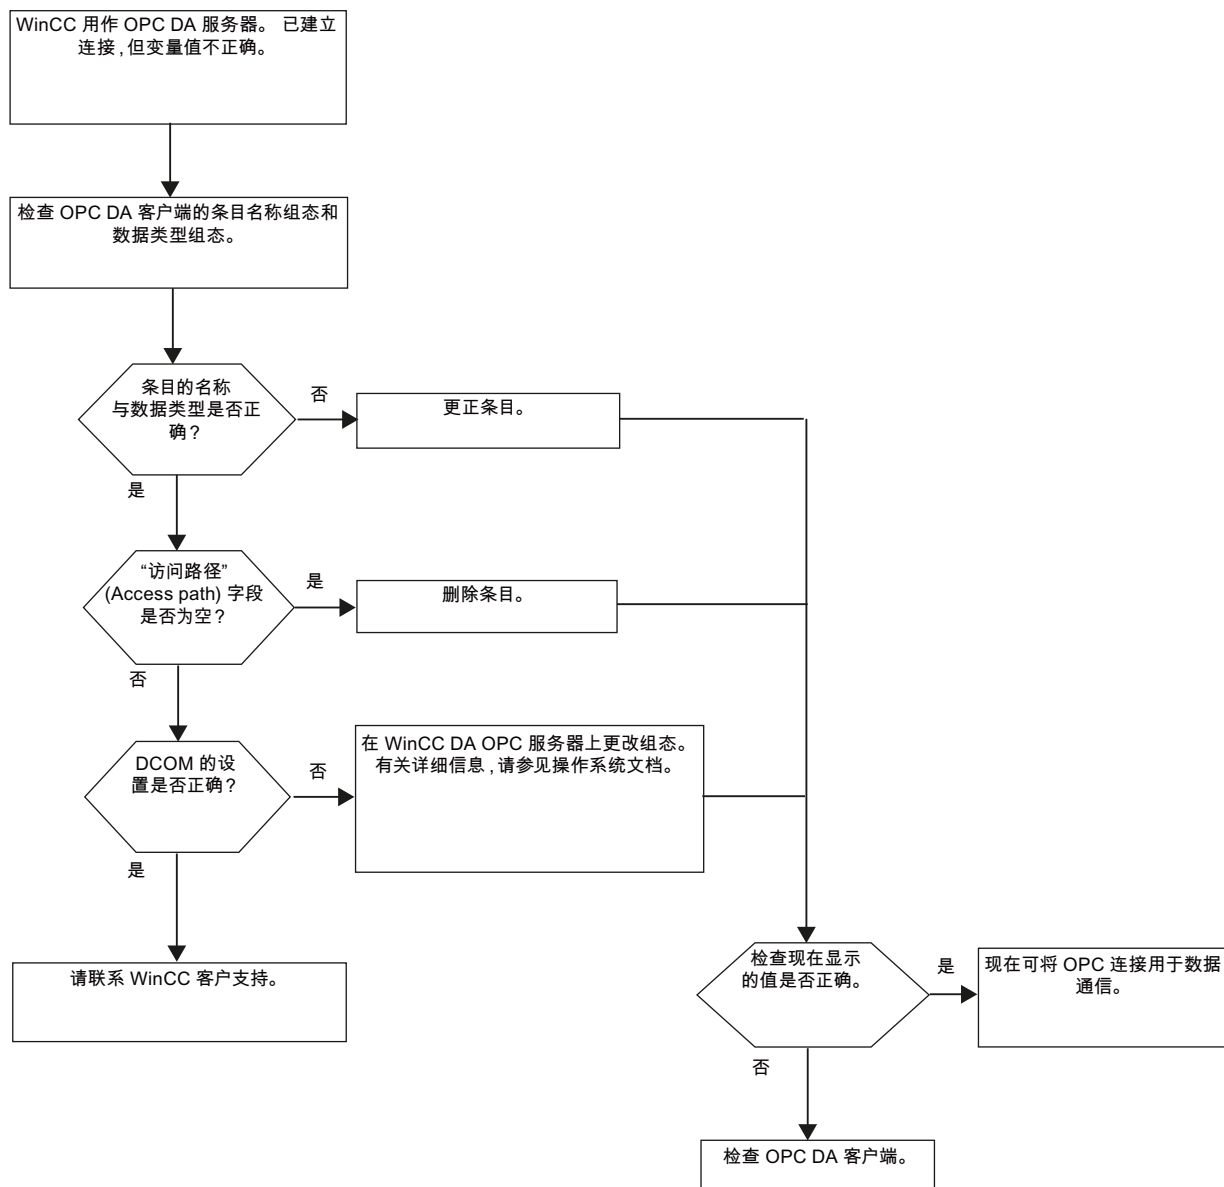 WinCC 用作 OPC DA 服务器。 已建立
连接,但变量值不正确。
检查 OPC DA 客户端的条目名称组态和
数据类型组态。
条目的名称
与数据类型是否正
确？
否
更正条目。
是
“访问路径”
(Access path) 字段
是否为空？
是
删除条目。
否
DCOM 的设
置是否正确？
否
在 WinCC DA OPC 服务器上更改组态。
有关详细信息,请参见操作系统文档。
是
请联系 WinCC 客户支持。
检查现在显示
的值是否正确。
是
现在可将 OPC 连接用于数据
通信。
否
检查 OPC DA 客户端。